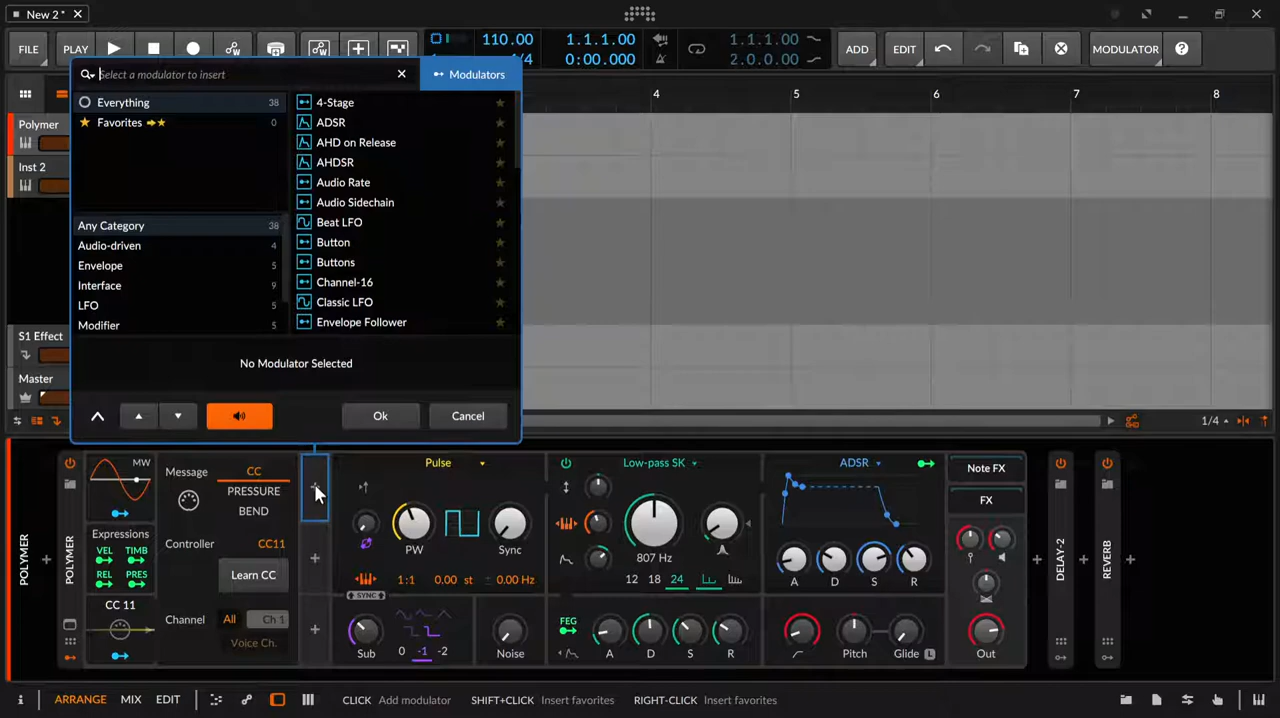 New 2 *
FILE PLAY 110.00 1.1.1.00 1.1.1.00 ADD EDIT MODULATOR
/4 0:00.000 2.0.0.00
Select a modulator to insert
Modulators
4 5 6 7 8
Polymer
Inst 2
S1 Effect
Master
Everything 38
Favorites 0
Any Category 38
Audio-driven 4
Envelope 5
Interface 9
LFO 5
Modifier 5
4-Stage
ADSR
AHD on Release
AHDSR
Audio Rate
Audio Sidechain
Beat LFO
Button
Buttons
Channel-16
Classic LFO
Envelope Follower
No Modulator Selected
Ok Cancel
1/4
POLYMER
POLYMER
MW
Expressions
VEL TIMB
REL PRES
CC 11
Message CC
PRESSURE
BEND
Controller CC11
Learn CC
Channel All Ch 1
Voice Ch.
Pulse
PW Sync
1:1 0.00 st ± 0.00 Hz
SYNC
Sub 0 -1 -2 Noise
Low-pass SK
807 Hz
12 18 24
FEG
A D S R
ADSR
A D S R
Pitch Glide L
Note FX
FX
Out
DELAY-2
REVERB
i ARRANGE MIX EDIT CLICK Add modulator SHIFT+CLICK Insert favorites RIGHT-CLICK Insert favorites